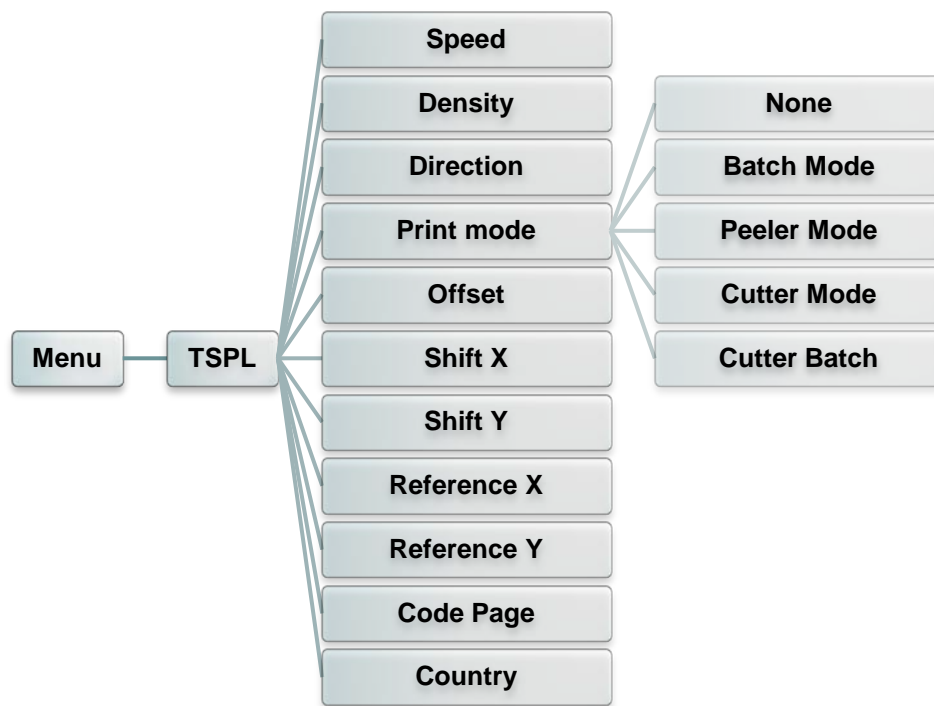 Menu
TSPL
Speed
Density
Direction
Print mode
Offset
Shift X
Shift Y
Reference X
Reference Y
Code Page
Country
None
Batch Mode
Peeler Mode
Cutter Mode
Cutter Batch